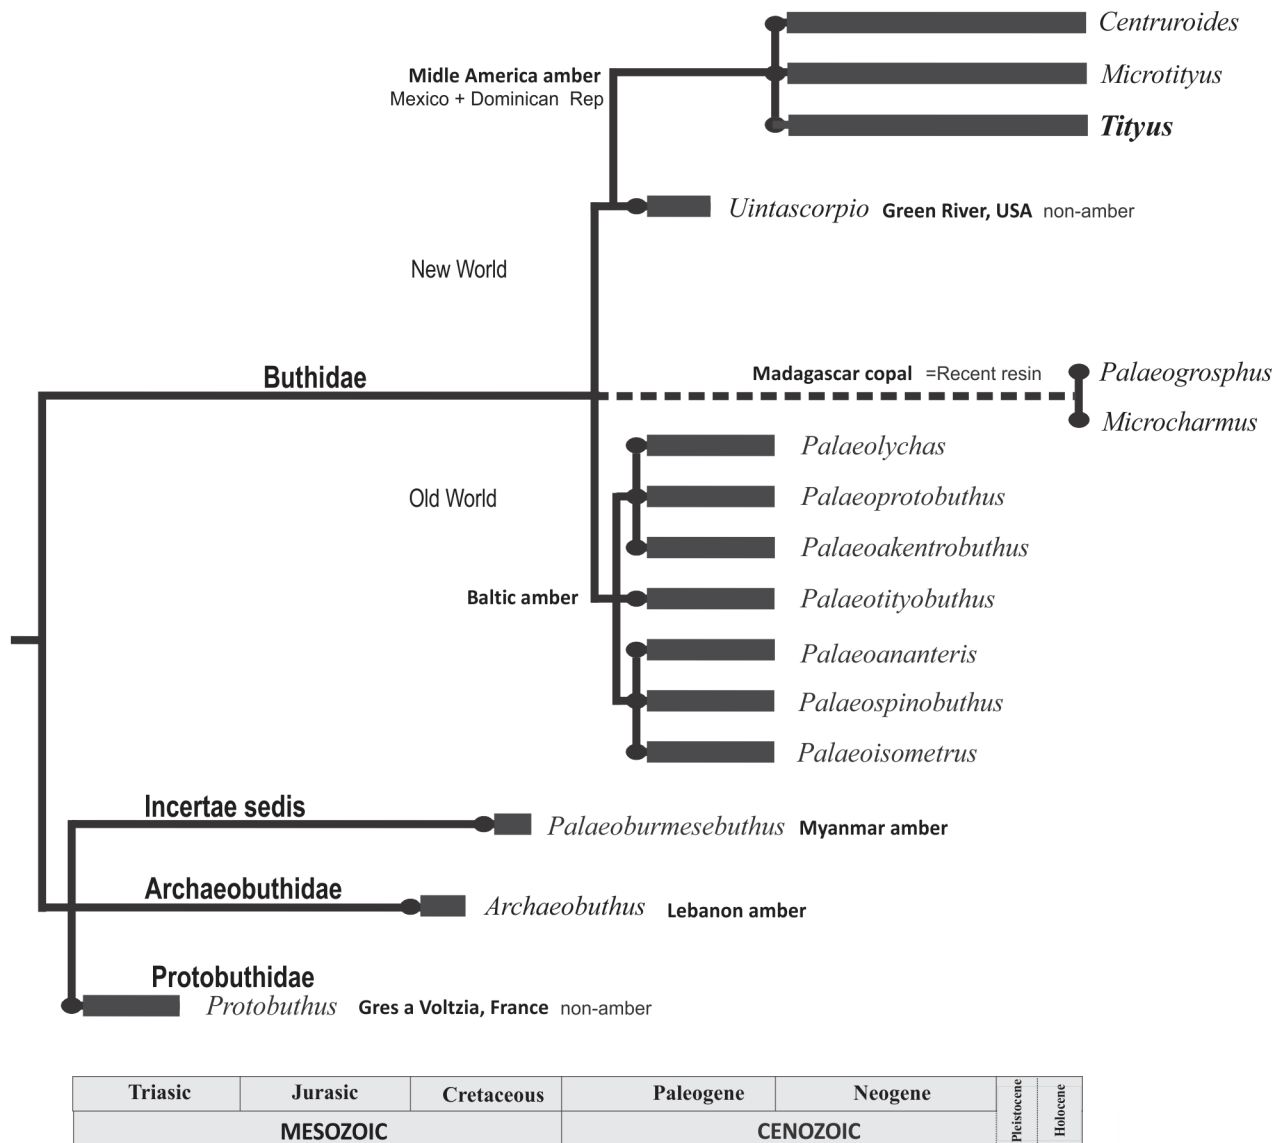 Centruroides
Midle America amber
Microtityus
Mexico + Dominican Rep
Tityus
Uintascorpio Green River, USA non-amber
New World
Buthidae
Madagascar copal =Recent resin
Palaeogrosphus
Microcharmus
Palaeolychas
Old World
Palaeoprotobuthus
Palaeoakentrobuthus
Baltic amber
Palaeotityobuthus
Palaeoananteris
Palaeospinobuthus
Palaeoisometrus
Incertae sedis
Palaeoburmesebuthus Myanmar amber
Archaeobuthidae
Archaeobuthus Lebanon amber
Protobuthidae
Protobuthus Gres a Voltzia, France non-amber
Triasic Jurasic Cretaceous Paleogene Neogene Pleistocene Holocene
MESOZOIC CENOZOIC